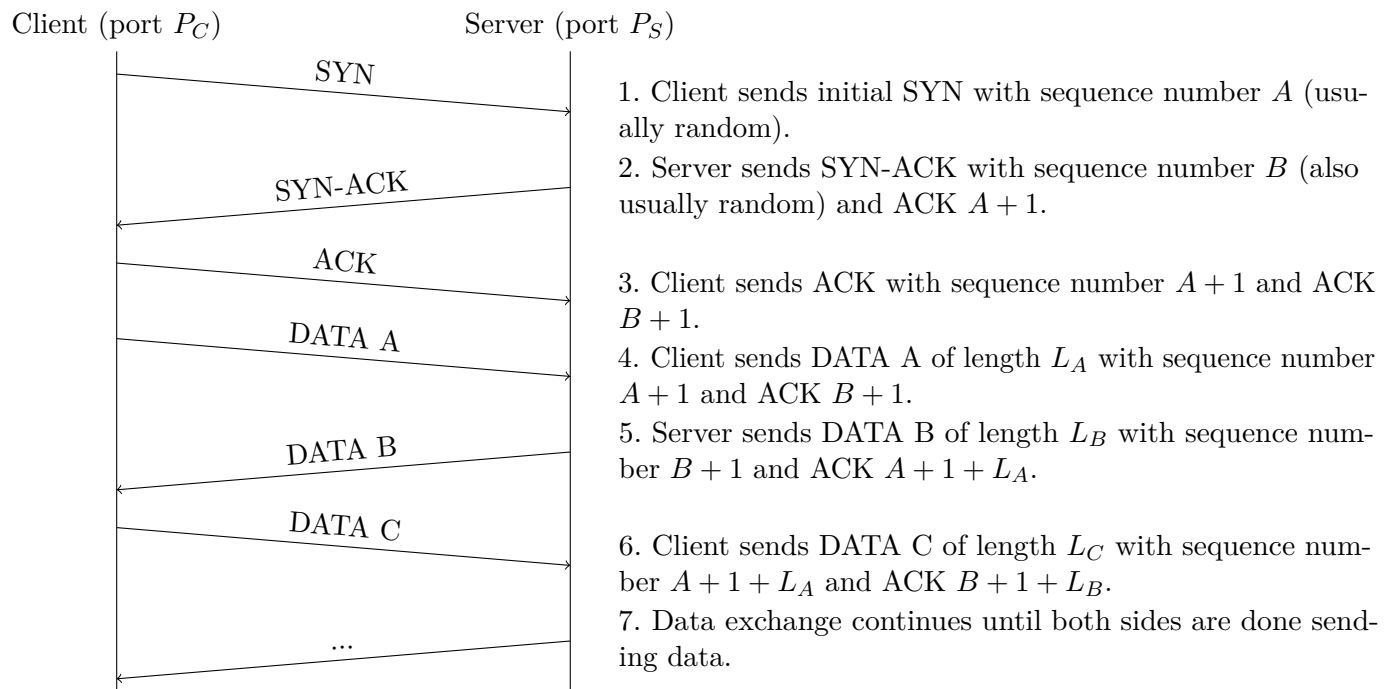 Client (port P_C)
Server (port P_S)
SYN
1. Client sends initial SYN with sequence number A (usu-
ally random).
2. Server sends SYN-ACK with sequence number B (also
usually random) and ACK A + 1.
SYN-ACK
ACK
3. Client sends ACK with sequence number A + 1 and ACK
B + 1.
DATA A
4. Client sends DATA A of length L_A with sequence number
A + 1 and ACK B + 1.
5. Server sends DATA B of length L_B with sequence num-
ber B + 1 and ACK A + 1 + L_A.
DATA B
DATA C
6. Client sends DATA C of length L_C with sequence num-
ber A + 1 + L_A and ACK B + 1 + L_B.
7. Data exchange continues until both sides are done send-
ing data.
...